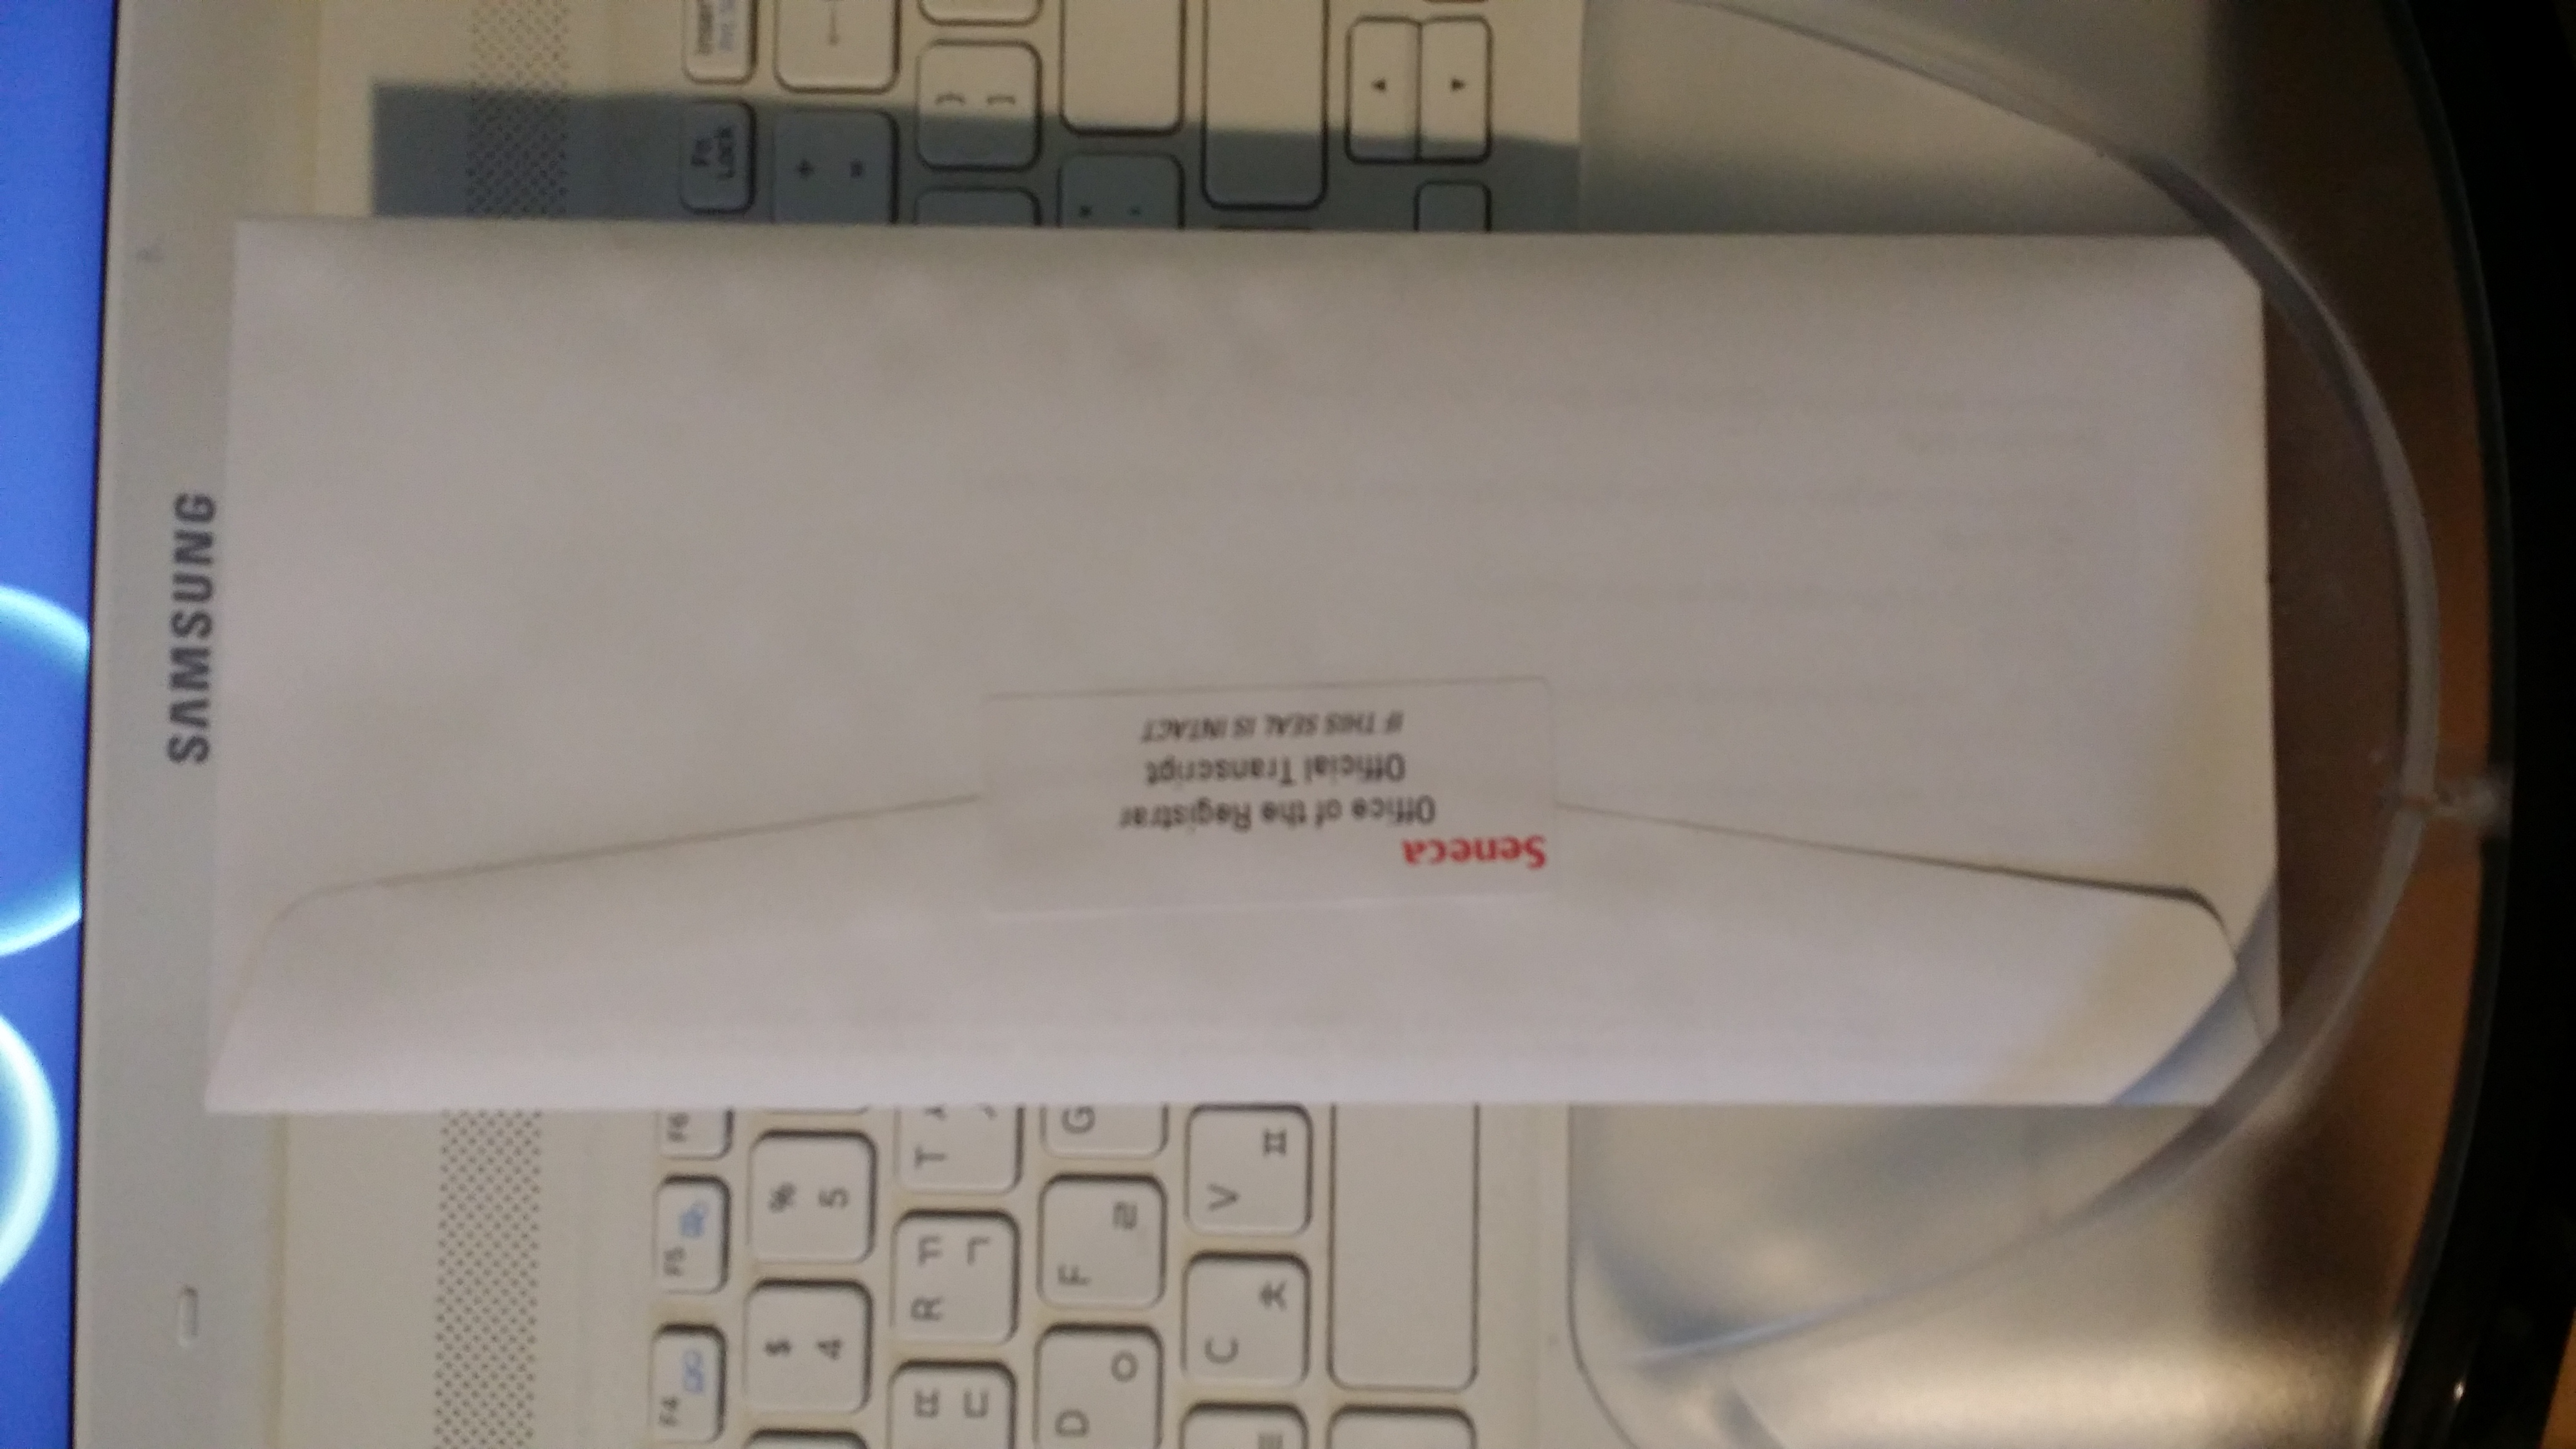 SAMSUNG
F4
F5
F6
Fn
Lock
$
4
%
5
+
=
←
ㄸ
ㄷ
R ㄲ
ㄱ
T
}
]
D
ㅇ
F
ㄹ
G
C
ㅊ
V
ㅍ
▲
▼
Seneca
Office of the Registrar
Official Transcript
IF THIS SEAL IS INTACT